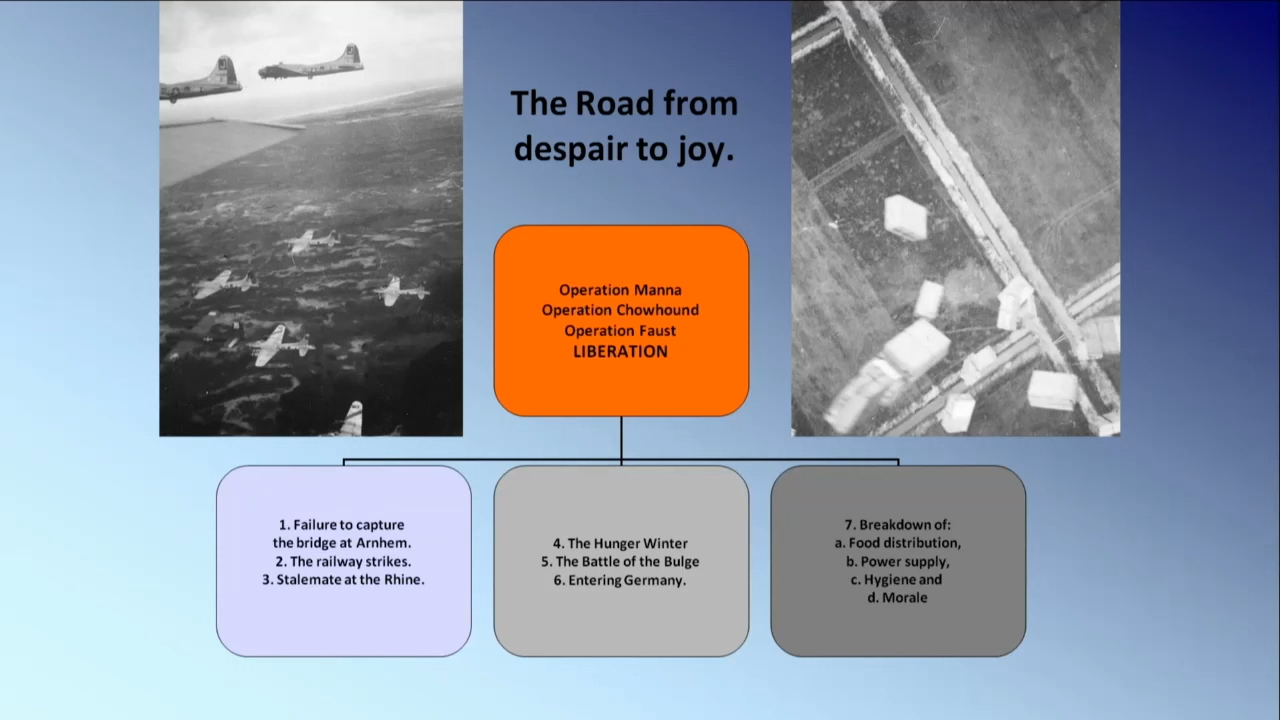 The Road from
despair to joy.
Operation Manna
Operation Chowhound
Operation Faust
LIBERATION
1. Failure to capture
the bridge at Arnhem.
2. The railway strikes.
3. Stalemate at the Rhine.
4. The Hunger Winter
5. The Battle of the Bulge
6. Entering Germany.
7. Breakdown of:
a. Food distribution,
b. Power supply,
c. Hygiene and
d. Morale